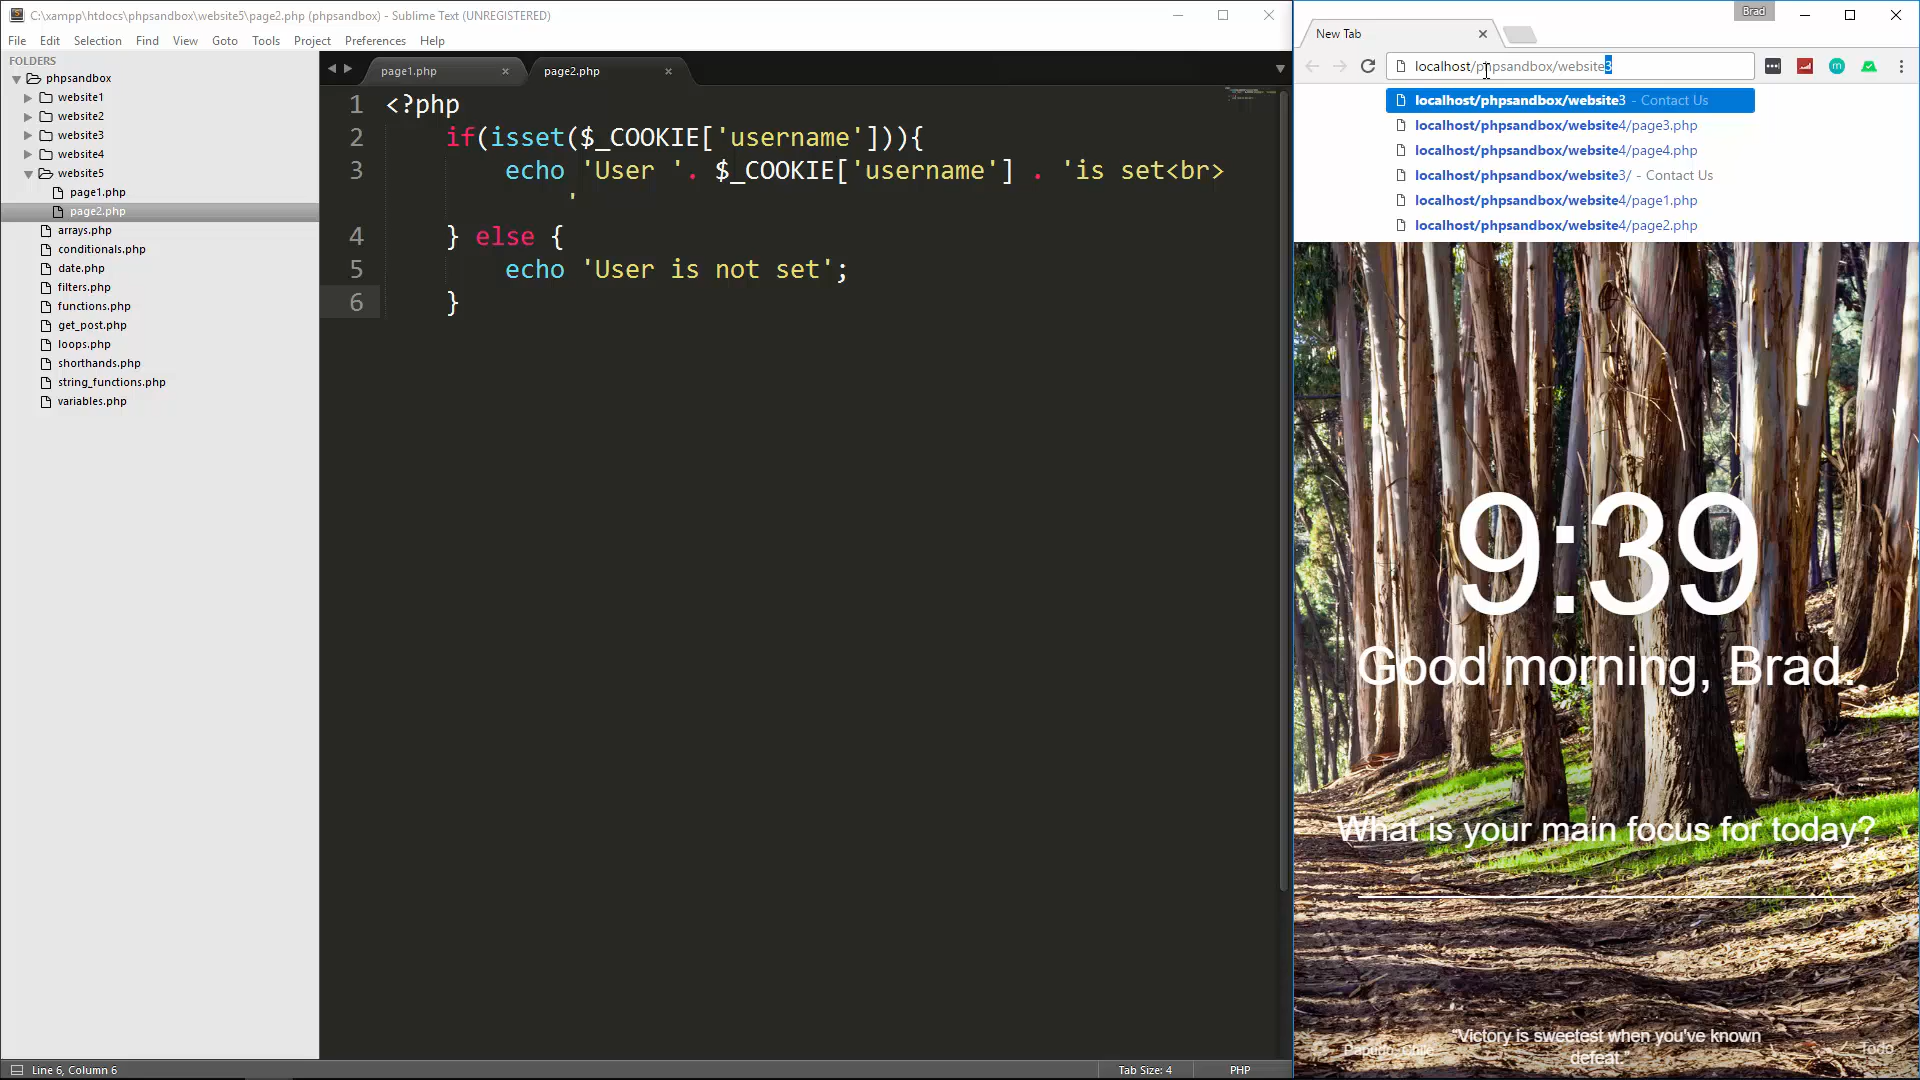 C:\xampp\htdocs\phpsandbox\website5\page2.php (phpsandbox) - Sublime Text (UNREGISTERED)
File Edit Selection Find View Goto Tools Project Preferences Help
FOLDERS
phpsandbox
website1
website2
website3
website4
website5
page1.php
page2.php
arrays.php
conditionals.php
date.php
filters.php
functions.php
get_post.php
loops.php
shorthands.php
string_functions.php
variables.php
page1.php page2.php
1 <?php
2 if(isset($_COOKIE['username'])){
3 echo 'User '. $_COOKIE['username'] . 'is set<br>
'
4 } else {
5 echo 'User is not set';
6 }
Line 6, Column 6
Tab Size: 4
PHP
Brad
New Tab
localhost/phpsandbox/website3
localhost/phpsandbox/website3 - Contact Us
localhost/phpsandbox/website4/page3.php
localhost/phpsandbox/website4/page4.php
localhost/phpsandbox/website3/ - Contact Us
localhost/phpsandbox/website4/page1.php
localhost/phpsandbox/website4/page2.php
9:39
Good morning, Brad.
What is your main focus for today?
"Victory is sweetest when you've known
defeat."
Todo